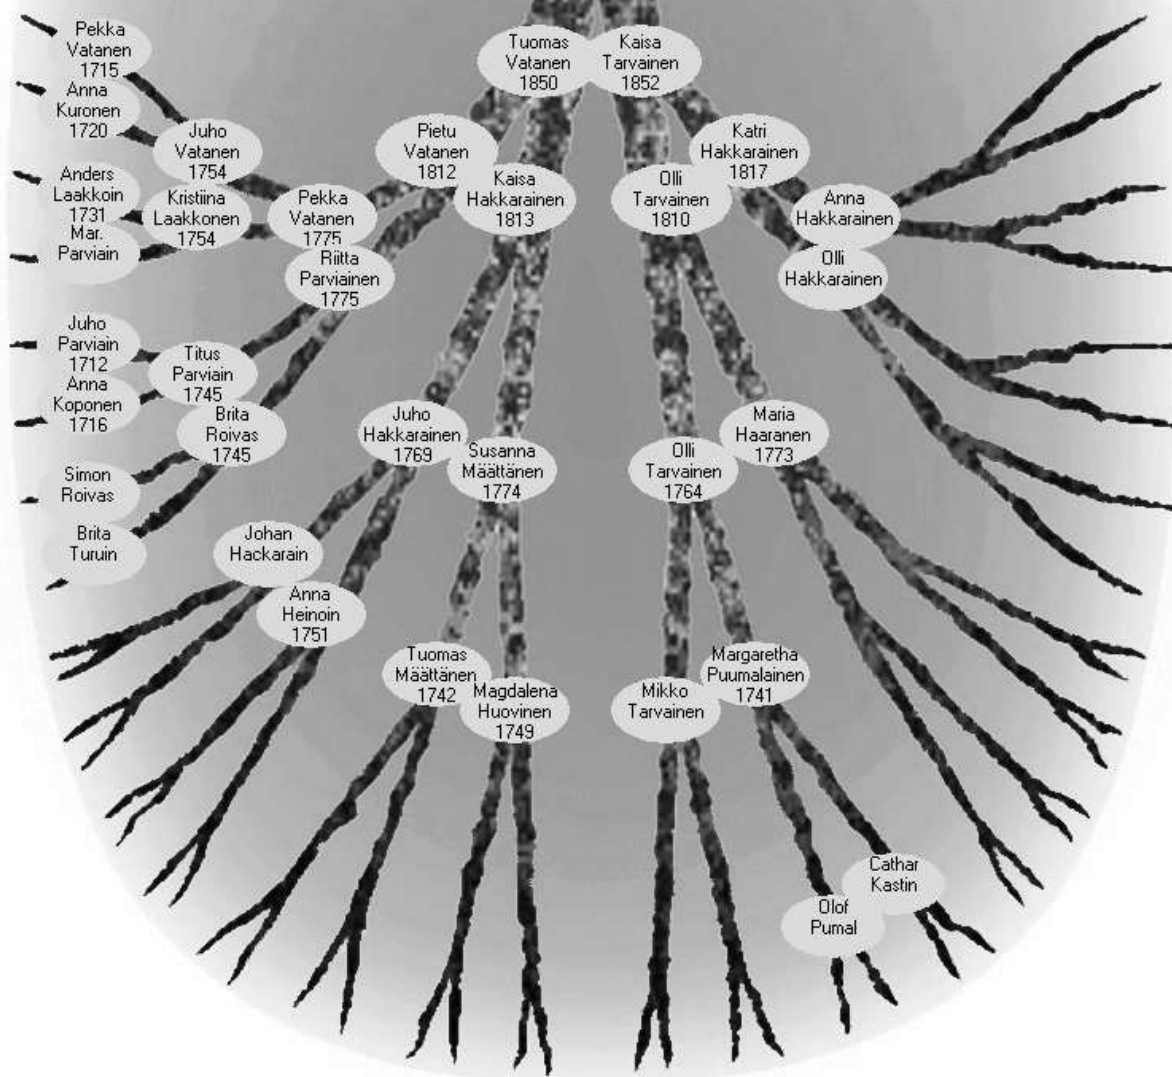 Pekka
Vatanen
1715
Anna
Kuronen
1720
Anders
Laakkoin
1731
Mar.
Parviain
Juho
Vatanen
1754
Kristiina
Laakkonen
1754
Pekka
Vatanen
1775
Riitta
Parviainen
1775
Juho
Parviain
1712
Anna
Koponen
1716
Titus
Parviain
1745
Brita
Roivas
1745
Simon
Roivas
Brita
Turuin
Tuomas
Vatanen
1850
Kaisa
Tarvainen
1852
Pietu
Vatanen
1812
Kaisa
Hakkarainen
1813
Olli
Tarvainen
1810
Katri
Hakkarainen
1817
Anna
Hakkarainen
Olli
Hakkarainen
Juho
Hakkarainen
1769
Susanna
Määttänen
1774
Olli
Tarvainen
1764
Maria
Haaranen
1773
Johan
Hackarain
Anna
Heinoin
1751
Tuomas
Määttänen
1742
Magdalena
Huovinen
1749
Mikko
Tarvainen
Margaretha
Puumalainen
1741
Cathar
Kastin
Olof
Pumal